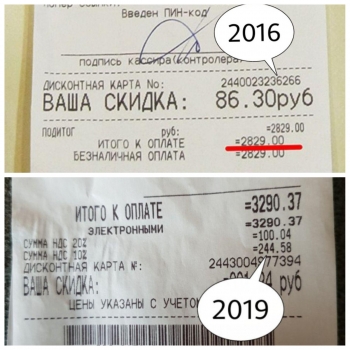 Введен ПИН-код
2016
подпись кассира(контролера
ДИСКОНТНАЯ КАРТА No: 2440023236266
ВАША СКИДКА: 86.30руб
ПОДИТОГ руб: =2829.00
ИТОГО К ОПЛАТЕ =2829.00
БЕЗНАЛИЧНАЯ ОПЛАТА =2829.00
ИТОГО К ОПЛАТЕ =3290.37
ЭЛЕКТРОННЫМИ =3290.37
СУММА НДС 20% =100.04
СУММА НДС 10% =244.58
ДИСКОНТНАЯ КАРТА № 2443004977394
ВАША СКИДКА: руб
ЦЕНЫ УКАЗАНЫ С УЧЕТОМ
2019